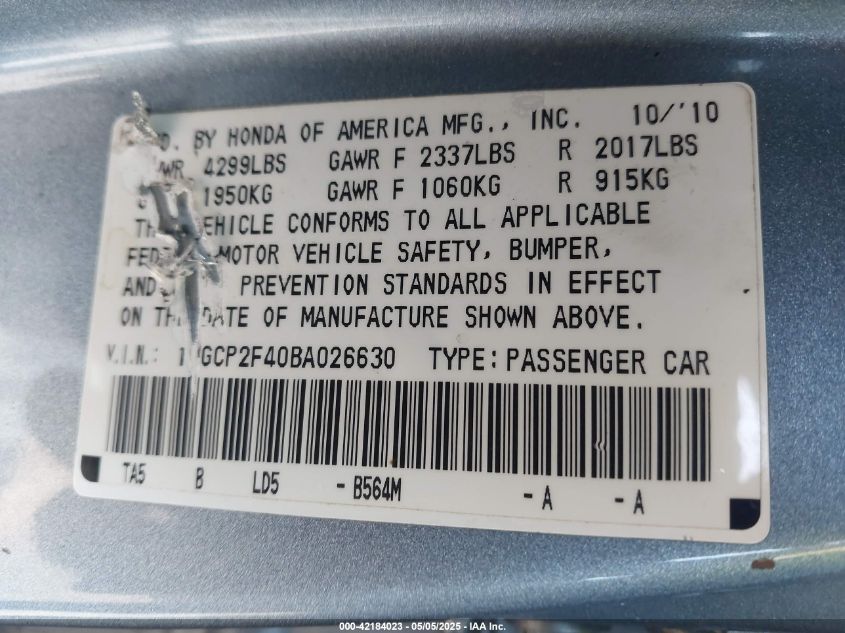 BY HONDA OF AMERICA MFG., INC. 10/'10
4299LBS GAWR F 2337LBS R 2017LBS
1950KG GAWR F 1060KG R 915KG
VEHICLE CONFORMS TO ALL APPLICABLE
MOTOR VEHICLE SAFETY, BUMPER,
AND PREVENTION STANDARDS IN EFFECT
ON DATE OF MANUFACTURE SHOWN ABOVE.
V.I.N.: 1 GCP2F40BA026630 TYPE: PASSENGER CAR
TA5 B LD5 - B564M - A - A
000-42184023 - 05/05/2025 - IAA Inc.